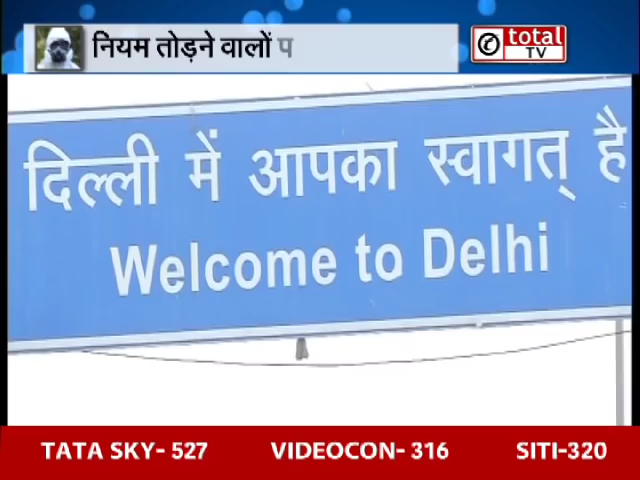 नियम तोड़ने वालों प
total
TV
दिल्ली में आपका स्वागत् है
Welcome to Delhi
TATA SKY- 527 VIDEOCON- 316 SITI-320